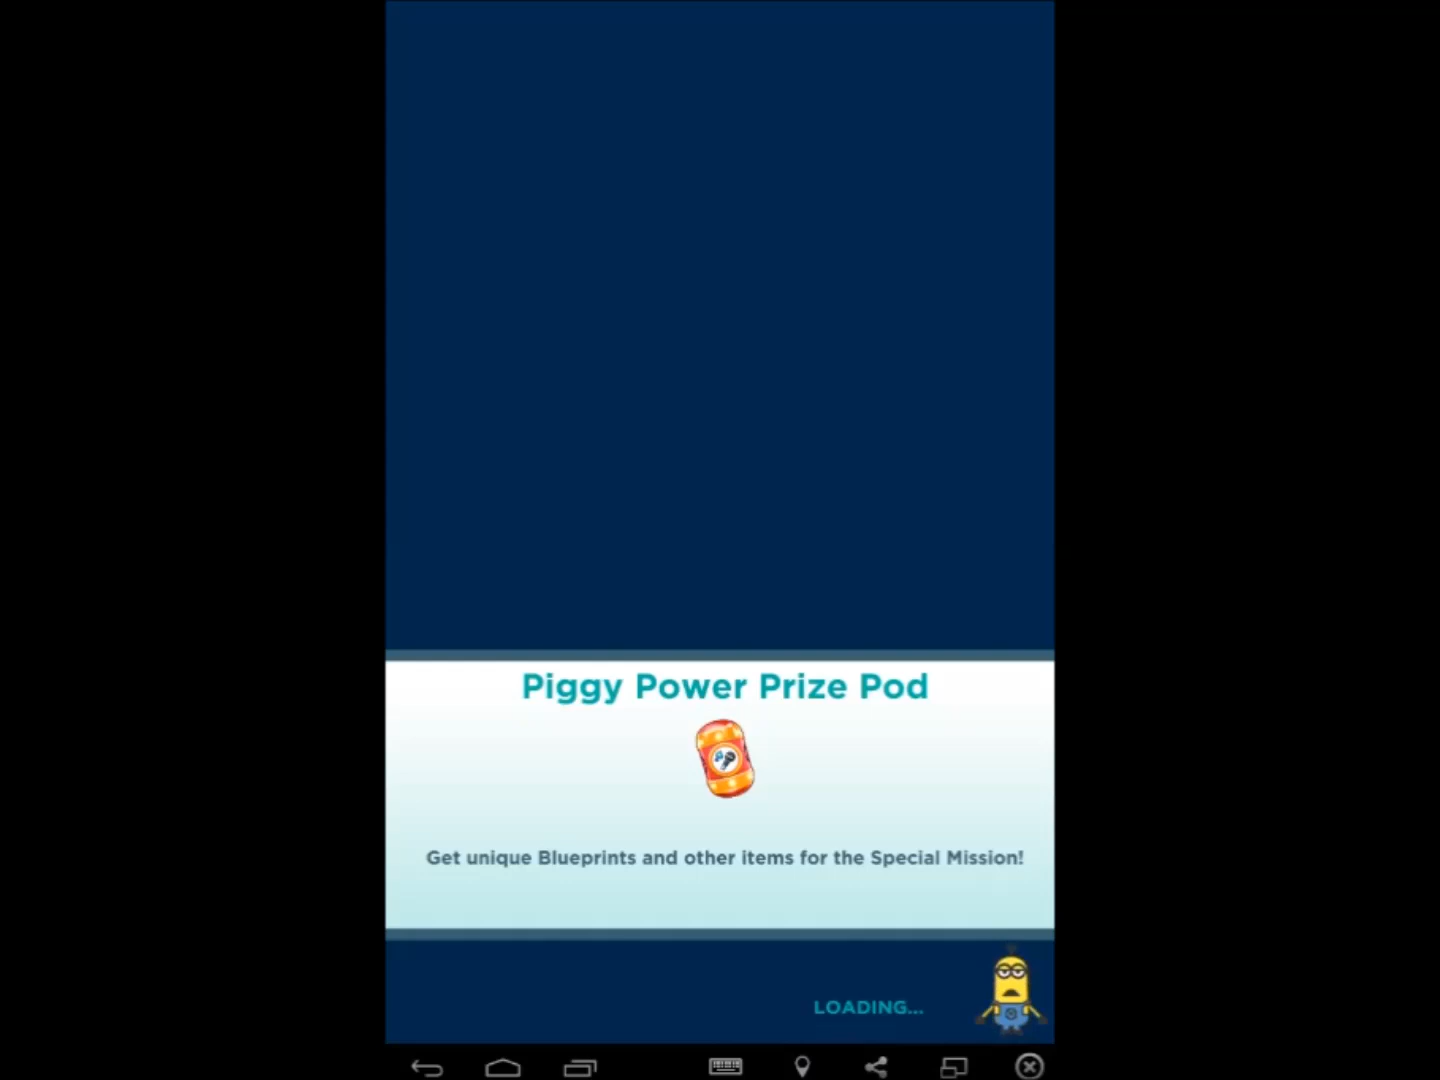 Piggy Power Prize Pod
Get unique Blueprints and other items for the Special Mission!
LOADING...